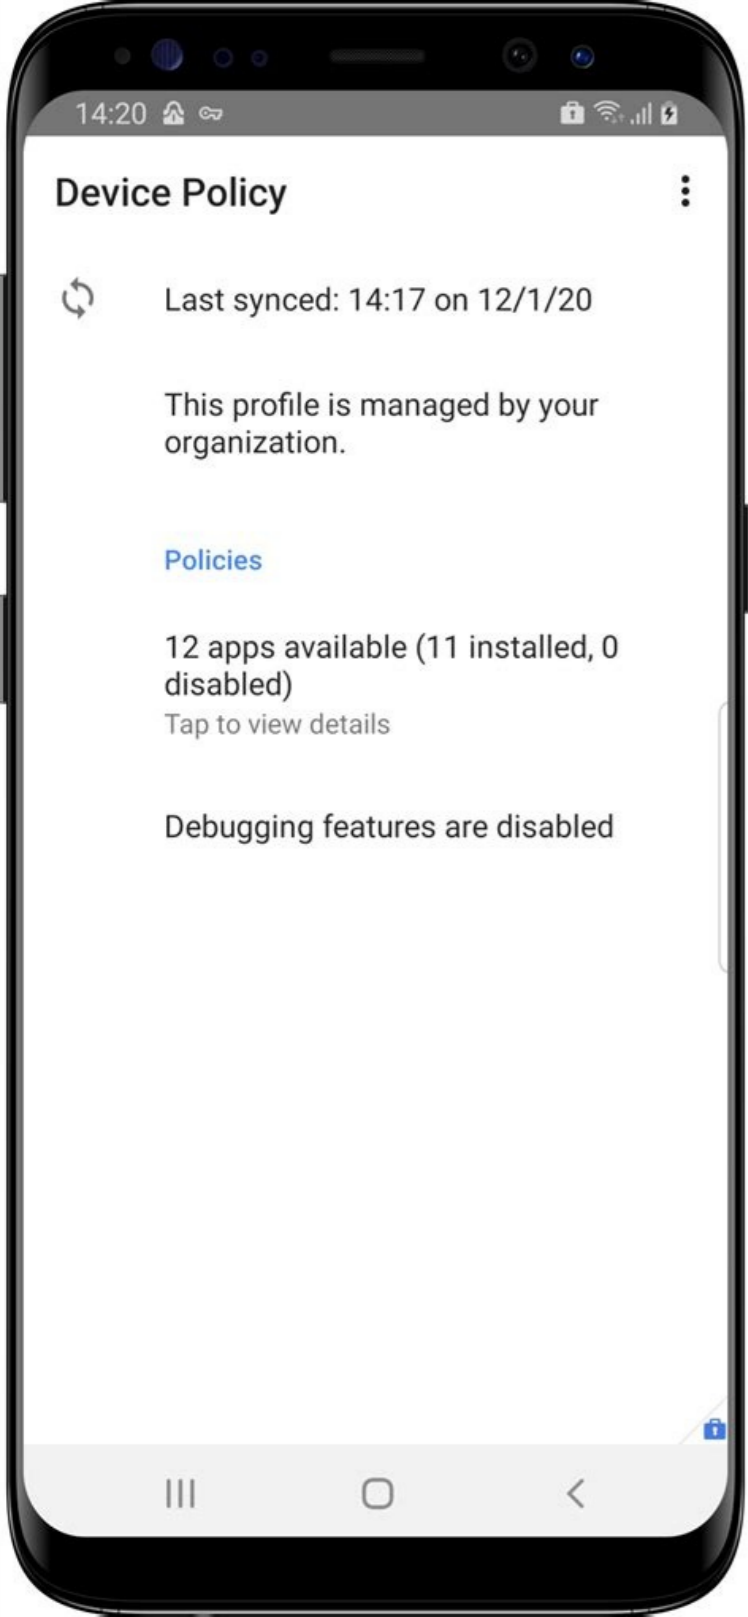 14:20
Device Policy
Last synced: 14:17 on 12/1/20
This profile is managed by your
organization.
Policies
12 apps available (11 installed, 0
disabled)
Tap to view details
Debugging features are disabled